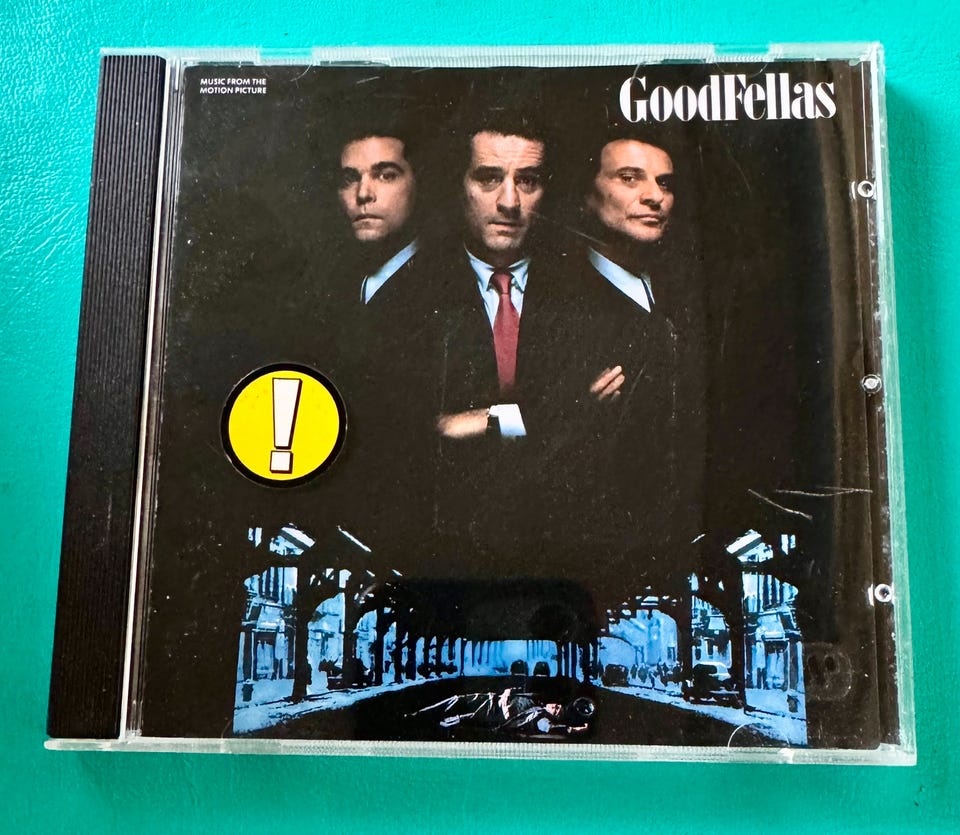 MUSIC FROM THE
MOTION PICTURE
GoodFellas
!